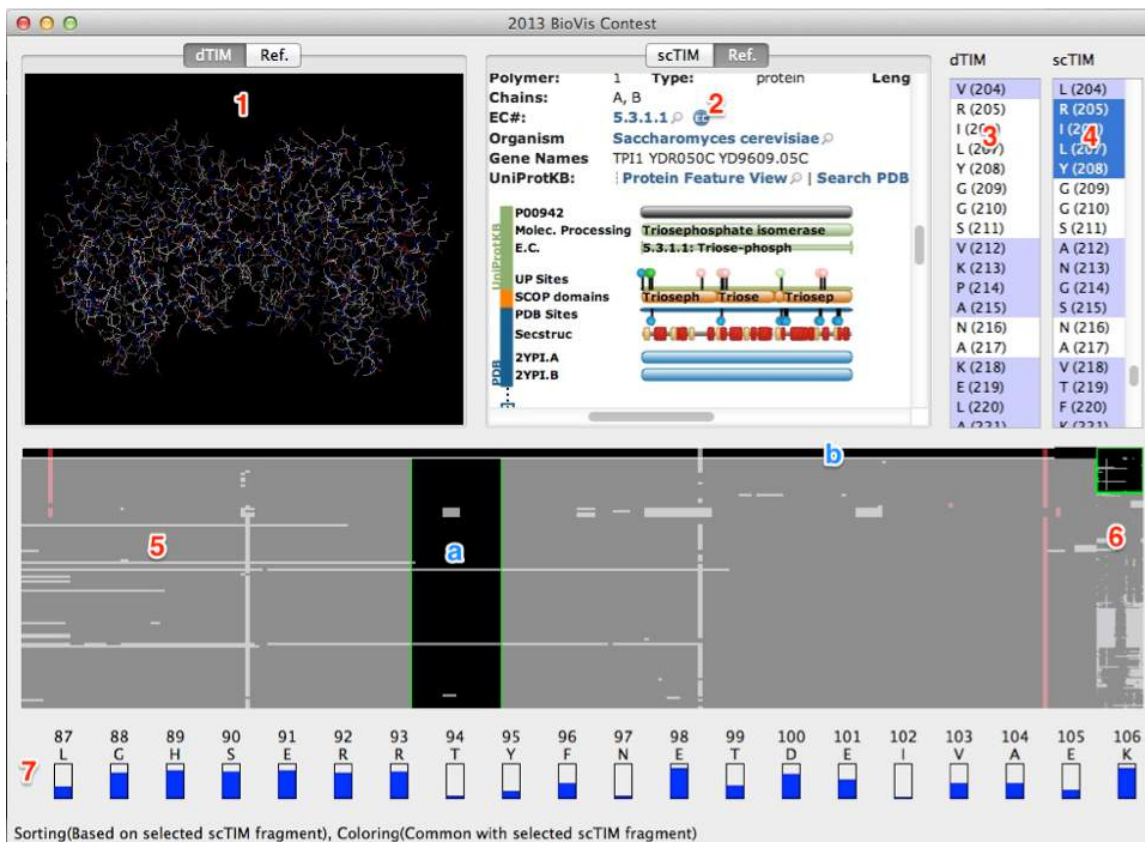 2013 BioVis Contest
dTIM Ref.
scTIM Ref.
dTIM scTIM
1
Polymer: 1 Type: protein Leng
Chains: A, B
2
EC#: 5.3.1.1 EC
Organism Saccharomyces cerevisiae
Gene Names TPI1 YDR050C YD9609.05C
UniProtKB: Protein Feature View | Search PDB
UniProtKB
P00942
Molec. Processing Triosephosphate isomerase
E.C. 5.3.1.1: Triose-phosph
UP Sites
SCOP domains Trioseph Triose Triosep
PDB Sites
Secstruc
PDB
2YPI.A
2YPI.B
V (204) L (204)
R (205) R (205)
3 4
L (207)
Y (208) Y (208)
G (209) G (209)
G (210) G (210)
S (211) S (211)
V (212) A (212)
K (213) N (213)
P (214) G (214)
A (215) S (215)
N (216) N (216)
A (217) A (217)
K (218) V (218)
E (219) T (219)
L (220) F (220)
A (221) K (221)
b
5 a 6
87 88 89 90 91 92 93 94 95 96 97 98 99 100 101 102 103 104 105 106
L G H S E R R T Y F N E T D E I V A E K
7
Sorting(Based on selected scTIM fragment), Coloring(Common with selected scTIM fragment)